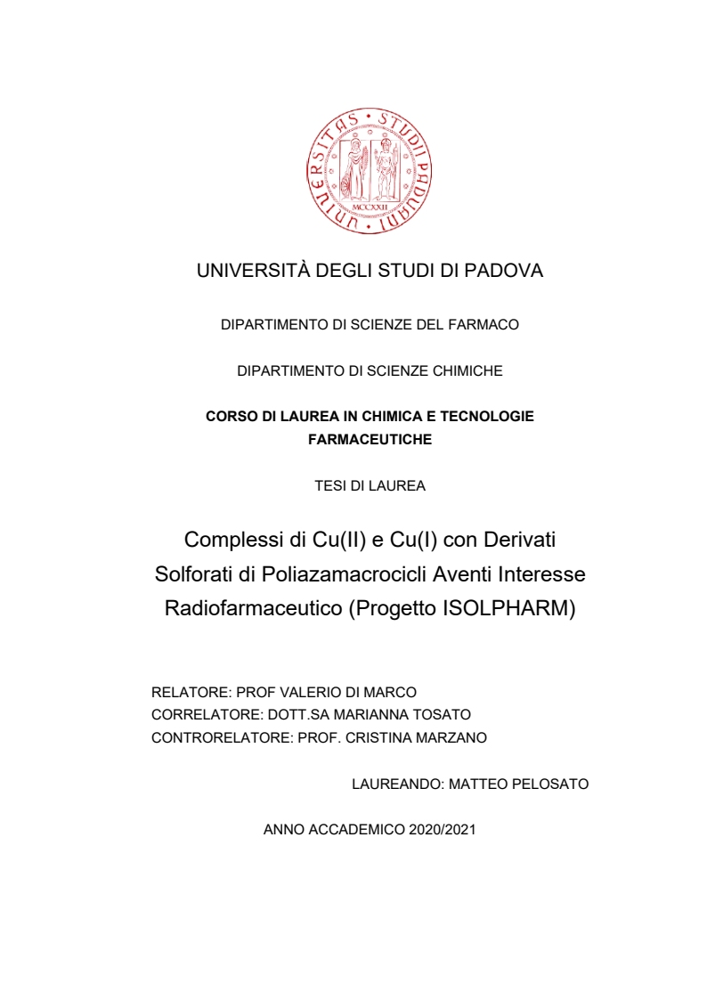 UNIVERSITAS STUDII PADUANI
MCCXXII
UNIVERSITÀ DEGLI STUDI DI PADOVA
DIPARTIMENTO DI SCIENZE DEL FARMACO
DIPARTIMENTO DI SCIENZE CHIMICHE
CORSO DI LAUREA IN CHIMICA E TECNOLOGIE
FARMACEUTICHE
TESI DI LAUREA
Complessi di Cu(II) e Cu(I) con Derivati
Solforati di Poliazamacrocicli Aventi Interesse
Radiofarmaceutico (Progetto ISOLPHARM)
RELATORE: PROF VALERIO DI MARCO
CORRELATORE: DOTT.SA MARIANNA TOSATO
CONTRORELATORE: PROF. CRISTINA MARZANO
LAUREANDO: MATTEO PELOSATO
ANNO ACCADEMICO 2020/2021